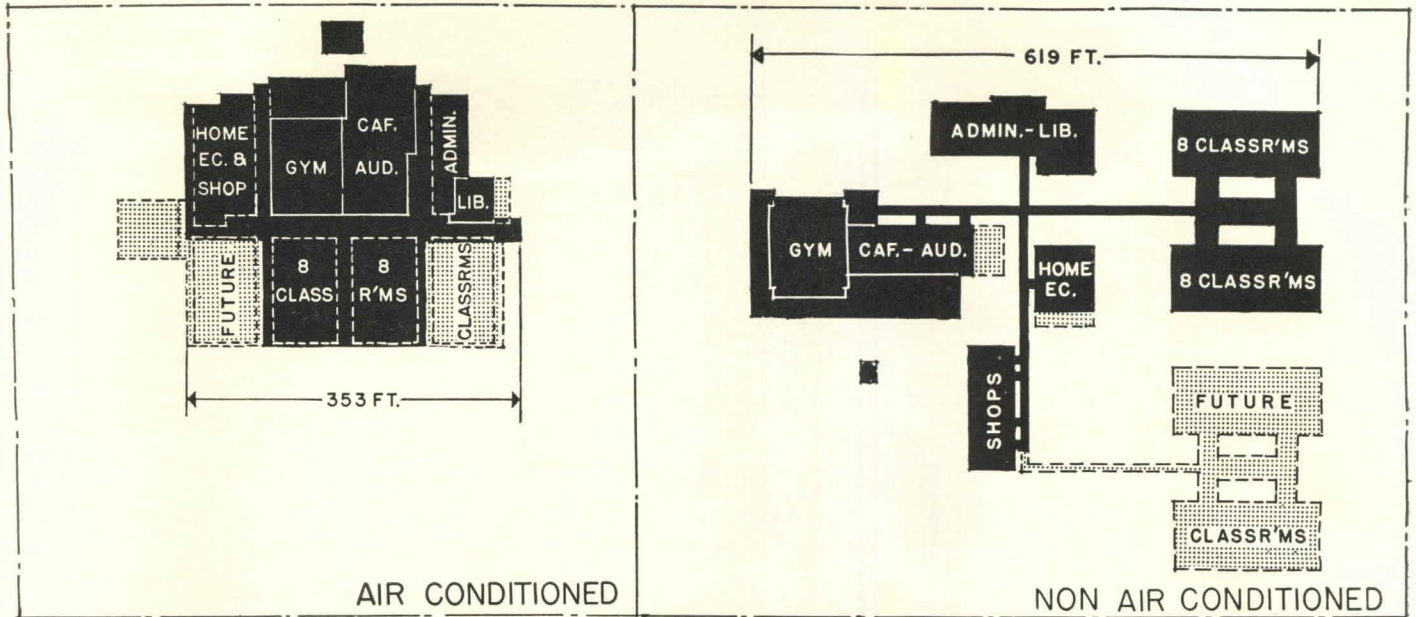 HOME
EC. &
SHOP
GYM
CAF.
AUD.
ADMIN.
LIB.
FUTURE
8
CLASS
8
R'MS
CLASSRMS
353 FT.
AIR CONDITIONED
619 FT.
ADMIN.-LIB.
8 CLASSR'MS
GYM
CAF.- AUD.
HOME
EC.
8 CLASSR'MS
SHOPS
FUTURE
CLASSR'MS
NON AIR CONDITIONED